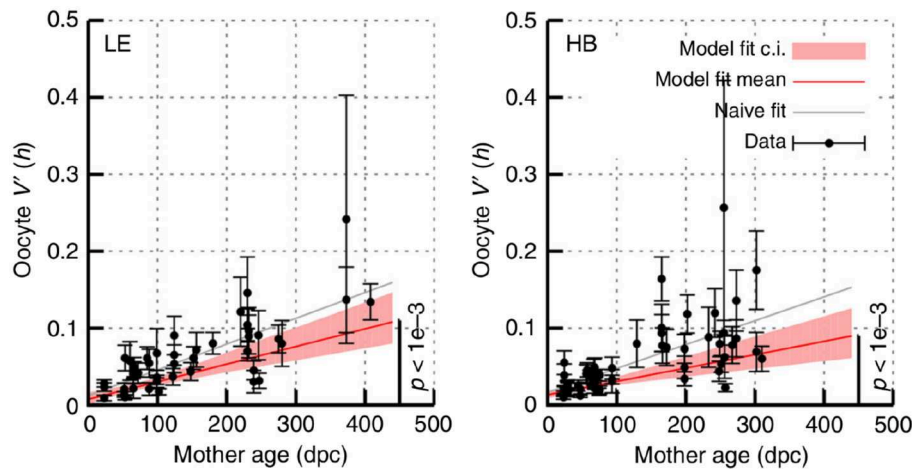 LE
0.5
0.4
0.3
0.2
0.1
0
Oocyte V′ (h)
0 100 200 300 400 500
Mother age (dpc)
p < 1e–3
HB
Model fit c.i.
Model fit mean
Naive fit
Data
0.5
0.4
0.3
0.2
0.1
0
Oocyte V′ (h)
0 100 200 300 400 500
Mother age (dpc)
p < 1e–3